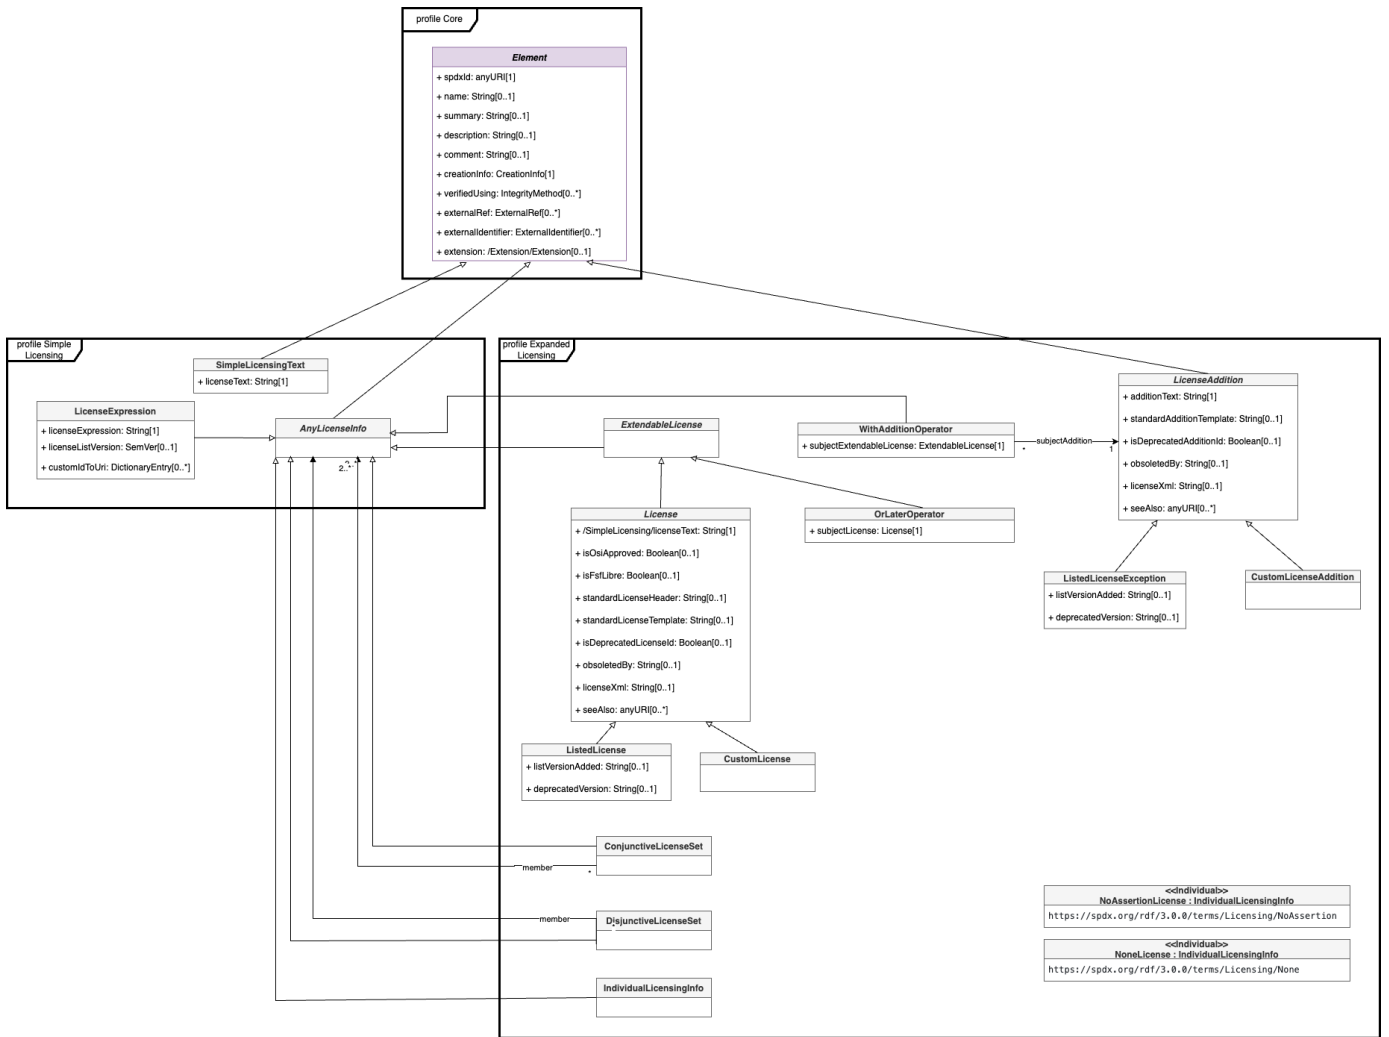 profile Core
Element
+ spdxId: anyURI[1]
+ name: String[0..1]
+ summary: String[0..1]
+ description: String[0..1]
+ comment: String[0..1]
+ creationInfo: CreationInfo[1]
+ verifiedUsing: IntegrityMethod[0..*]
+ externalRef: ExternalRef[0..*]
+ externalIdentifier: ExternalIdentifier[0..*]
+ extension: /Extension/Extension[0..1]
profile Simple
Licensing
SimpleLicensingText
+ licenseText: String[1]
LicenseExpression
+ licenseExpression: String[1]
+ licenseListVersion: SemVer[0..1]
+ customIdToUri: DictionaryEntry[0..*]
AnyLicenseInfo
2..*
profile Expanded
Licensing
ExtendableLicense
WithAdditionOperator
+ subjectExtendableLicense: ExtendableLicense[1]
subjectAddition
*
1
LicenseAddition
+ additionText: String[1]
+ standardAdditionTemplate: String[0..1]
+ isDeprecatedAdditionId: Boolean[0..1]
+ obsoletedBy: String[0..1]
+ licenseXml: String[0..1]
+ seeAlso: anyURI[0..*]
License
+ /SimpleLicensing/licenseText: String[1]
+ isOsiApproved: Boolean[0..1]
+ isFsfLibre: Boolean[0..1]
+ standardLicenseHeader: String[0..1]
+ standardLicenseTemplate: String[0..1]
+ isDeprecatedLicenseId: Boolean[0..1]
+ obsoletedBy: String[0..1]
+ licenseXml: String[0..1]
+ seeAlso: anyURI[0..*]
OrLaterOperator
+ subjectLicense: License[1]
ListedLicenseException
+ listVersionAdded: String[0..1]
+ deprecatedVersion: String[0..1]
CustomLicenseAddition
ListedLicense
+ listVersionAdded: String[0..1]
+ deprecatedVersion: String[0..1]
CustomLicense
ConjunctiveLicenseSet
member
*
DisjunctiveLicenseSet
member
*
IndividualLicensingInfo
<<Individual>>
NoAssertionLicense : IndividualLicensingInfo
https://spdx.org/rdf/3.0.0/terms/Licensing/NoAssertion
<<Individual>>
NoneLicense : IndividualLicensingInfo
https://spdx.org/rdf/3.0.0/terms/Licensing/None